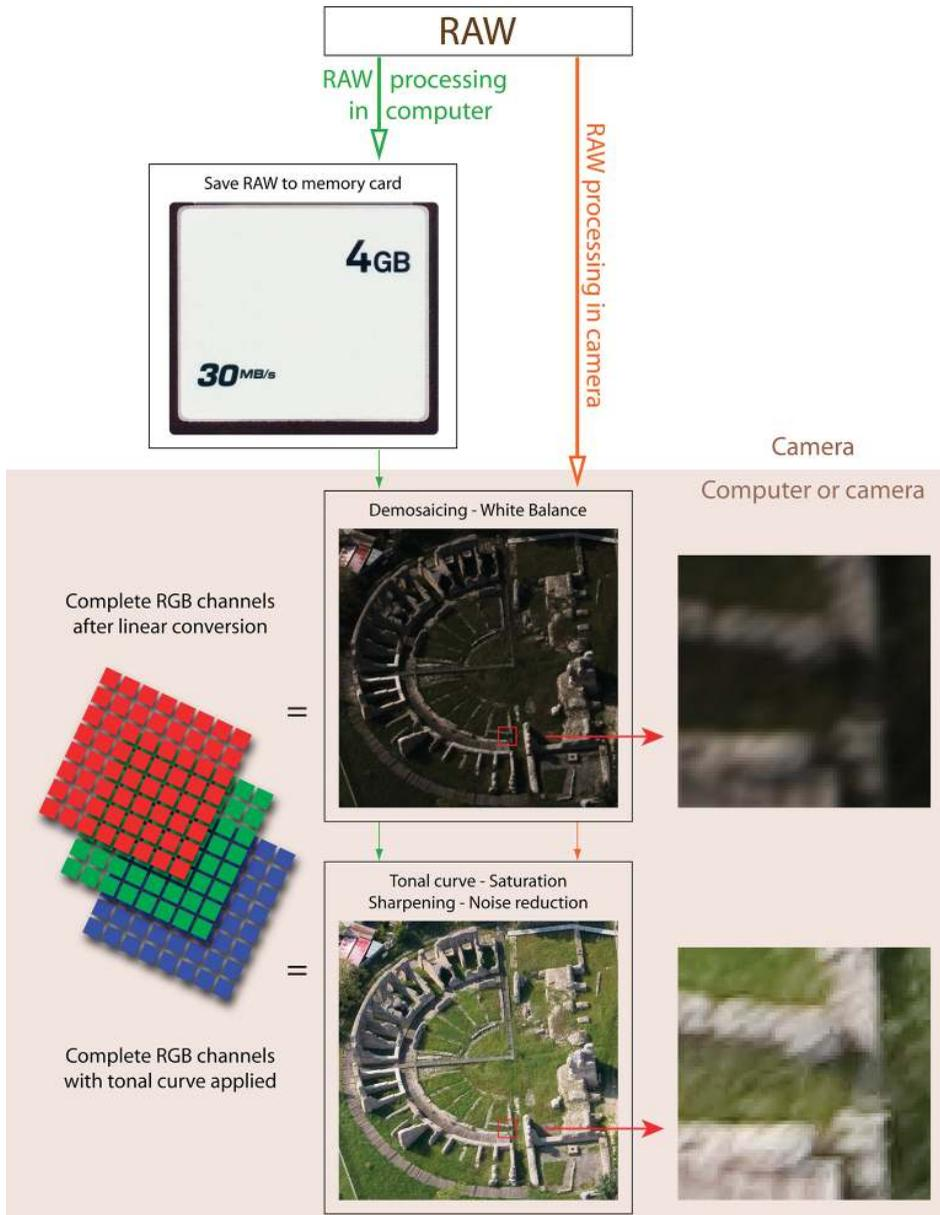 RAW
RAW processing
in computer
RAW processing in camera
Save RAW to memory card
4GB
30MB/s
Camera
Computer or camera
Demosaicing - White Balance
Complete RGB channels
after linear conversion
=
Tonal curve - Saturation
Sharpening - Noise reduction
=
Complete RGB channels
with tonal curve applied